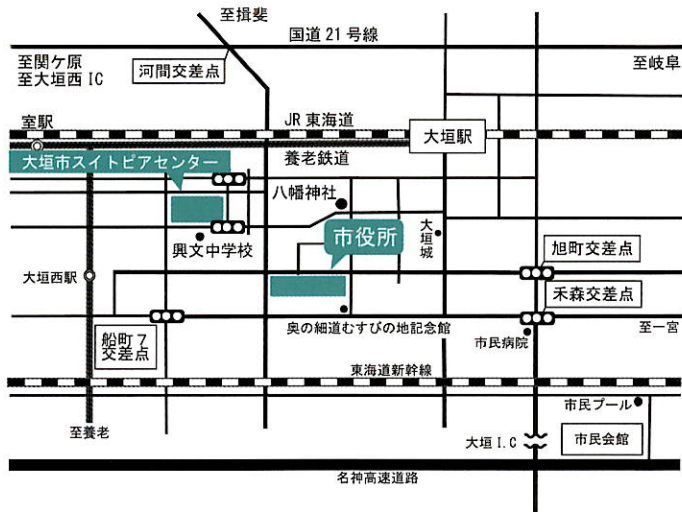 至揖斐
国道21号線
至関ケ原
至大垣西IC
河間交差点
至岐阜
室駅
JR東海道
大垣駅
養老鉄道
大垣市スイトピアセンター
八幡神社
大垣城
市役所
興文中学校
旭町交差点
大垣西駅
禾森交差点
奥の細道むすびの地記念館
至一宮
船町7
交差点
市民病院
東海道新幹線
市民プール
至養老
大垣I.C
市民会館
名神高速道路